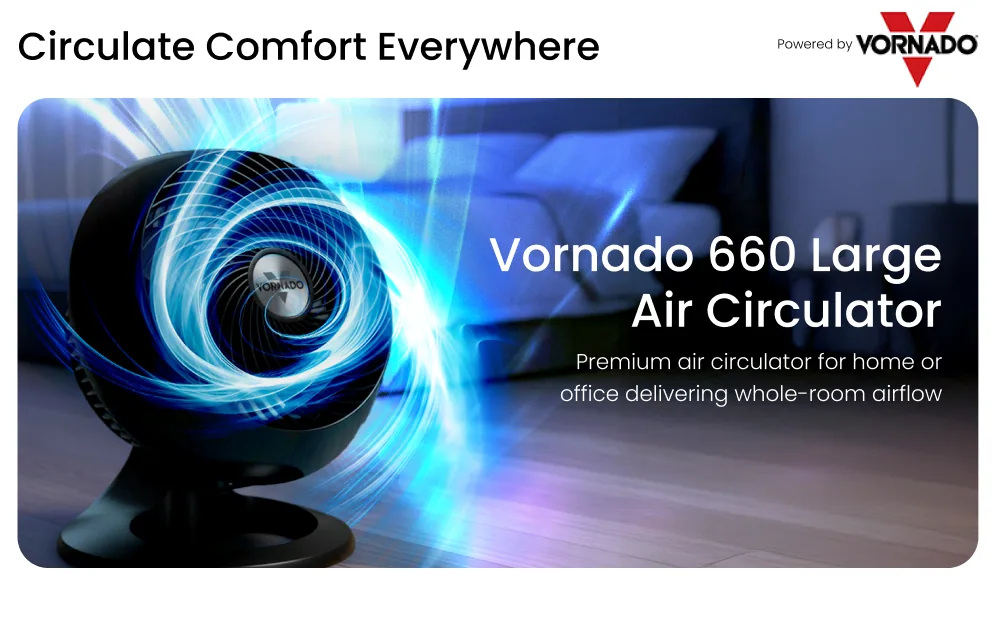 Circulate Comfort Everywhere
Powered by VORNADO
VORNADO
Vornado 660 Large
Air Circulator
Premium air circulator for home or
office delivering whole-room airflow